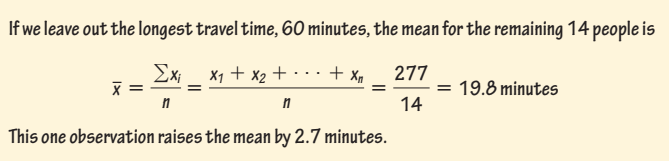 If we leave out the longest travel time, 60 minutes, the mean for the remaining 14 people is
x̄ = ∑xᵢ / n = x₁ + x₂ + · · · + xₙ / n = 277 / 14 = 19.8 minutes
This one observation raises the mean by 2.7 minutes.